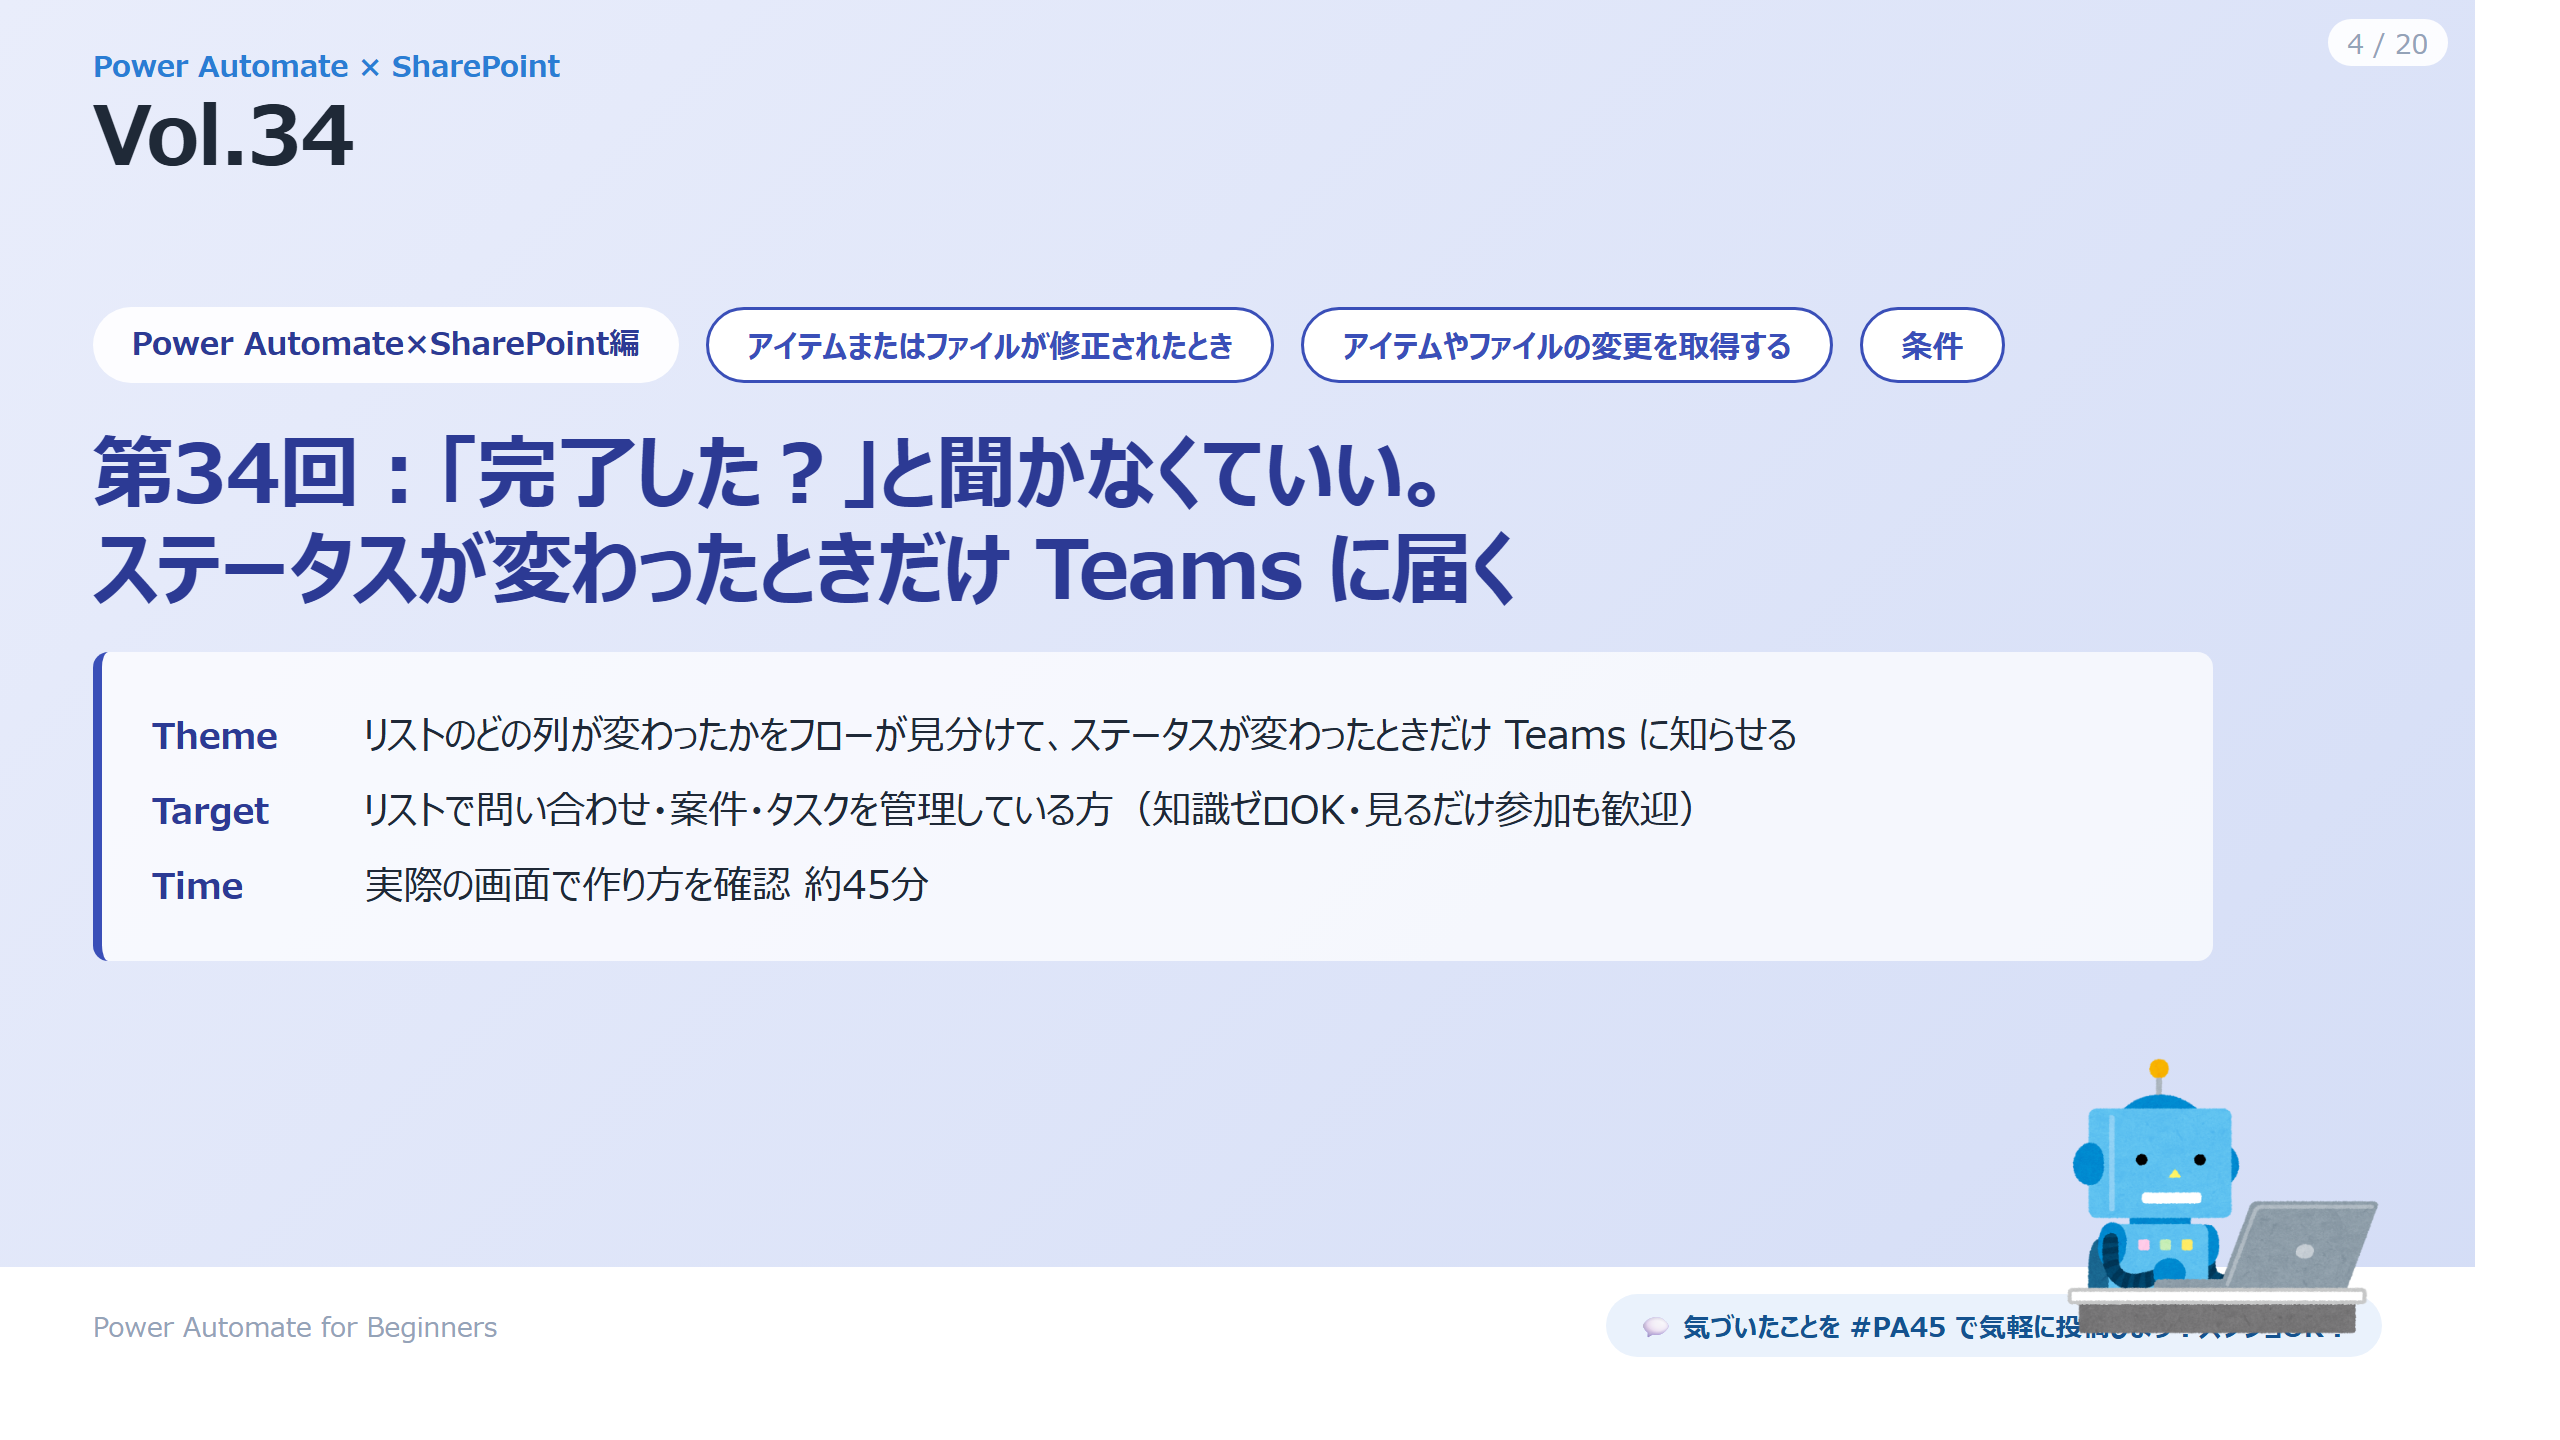 4 / 20
Power Automate × SharePoint
Vol.34
Power Automate×SharePoint編
アイテムまたはファイルが修正されたとき
アイテムやファイルの変更を取得する
条件
第34回：「完了した？」と聞かなくていい。
ステータスが変わったときだけ Teams に届く
Theme リストのどの列が変わったかをフローが見分けて、ステータスが変わったときだけ Teams に知らせる
Target リストで問い合わせ・案件・タスクを管理している方（知識ゼロOK・見るだけ参加も歓迎）
Time 実際の画面で作り方を確認 約45分
Power Automate for Beginners
気づいたことを #PA45 で気軽に投